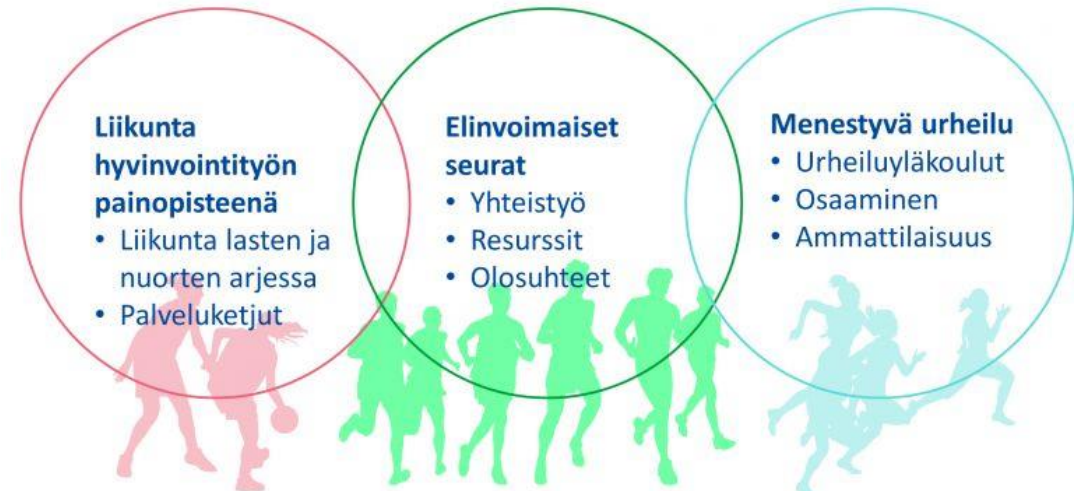 Liikunta
hyvinvointityön
painopisteenä
• Liikunta lasten ja
nuorten arjessa
• Palveluketjut
Elinvoimaiset
seurat
• Yhteistyö
• Resurssit
• Olosuhteet
Menestyvä urheilu
• Urheiluyläkoulut
• Osaaminen
• Ammattilaisuus